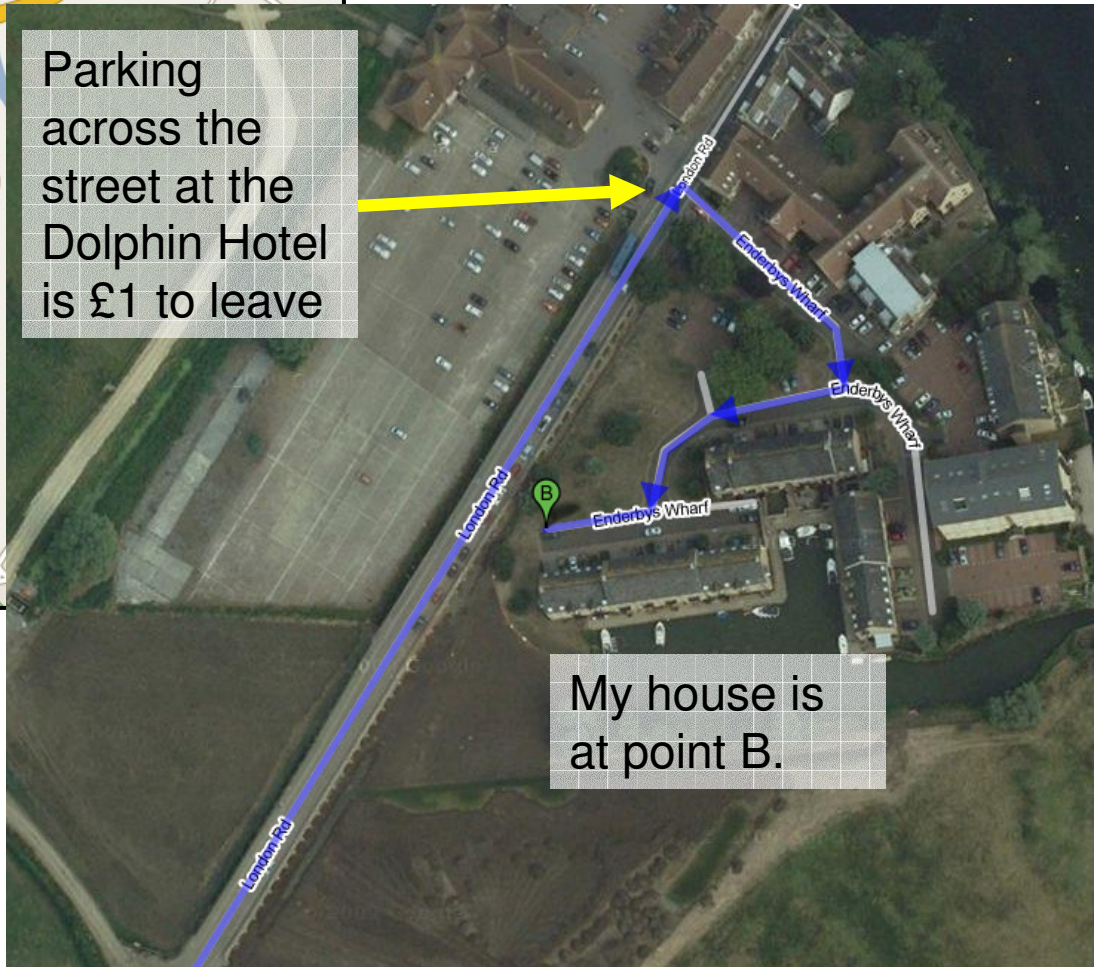 Parking
across the
street at the
Dolphin Hotel
is £1 to leave
London Rd
Enderbys Wharf
Enderbys Wharf
London Rd
B
Enderbys Wharf
My house is
at point B.
London Rd